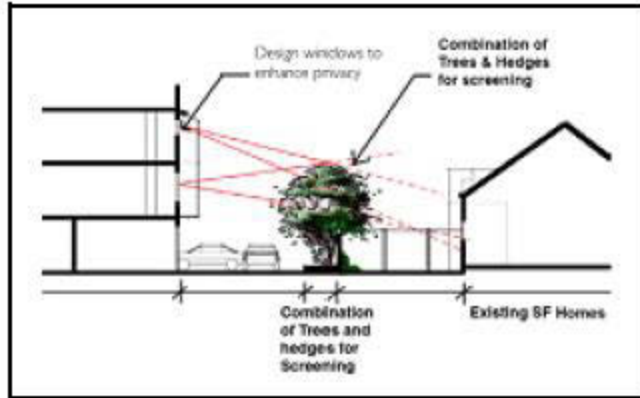 Design windows to
enhance privacy
Combination of
Trees & Hedges
for screening
Combination
of Trees and
hedges for
Screening
Existing SF Homes